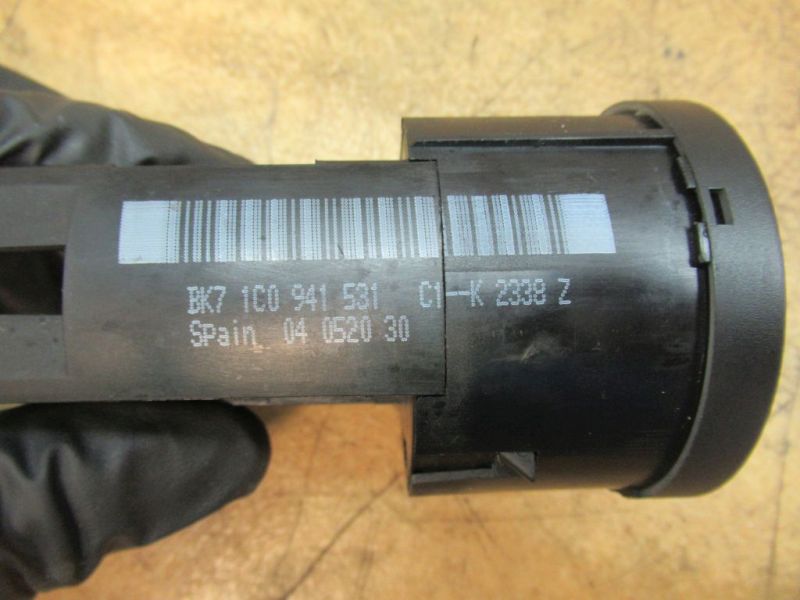 BK7 1C0 941 531 C1--K 2338 Z
Spain 04 0520 30